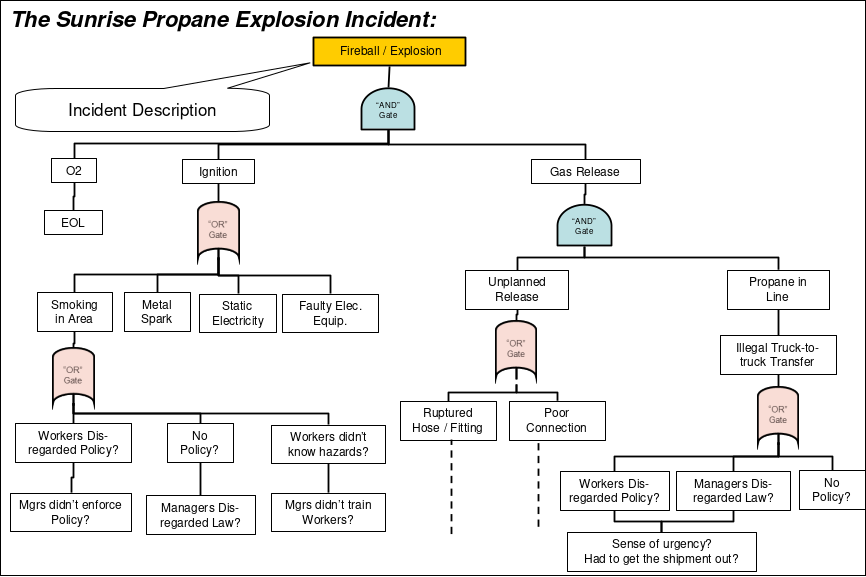 The Sunrise Propane Explosion Incident:
Fireball / Explosion
Incident Description
"AND"
Gate
O2
Ignition
Gas Release
EOL
"OR"
Gate
"AND"
Gate
Smoking
in Area
Metal
Spark
Static
Electricity
Faulty Elec.
Equip.
Unplanned
Release
Propane in
Line
"OR"
Gate
"OR"
Gate
Illegal Truck-to-
truck Transfer
"OR"
Gate
Ruptured
Hose / Fitting
Poor
Connection
Workers Dis-
regarded Policy?
No
Policy?
Workers didn't
know hazards?
Workers Dis-
regarded Policy?
Managers Dis-
regarded Law?
No
Policy?
Mgrs didn't enforce
Policy?
Managers Dis-
regarded Law?
Mgrs didn't train
Workers?
Sense of urgency?
Had to get the shipment out?